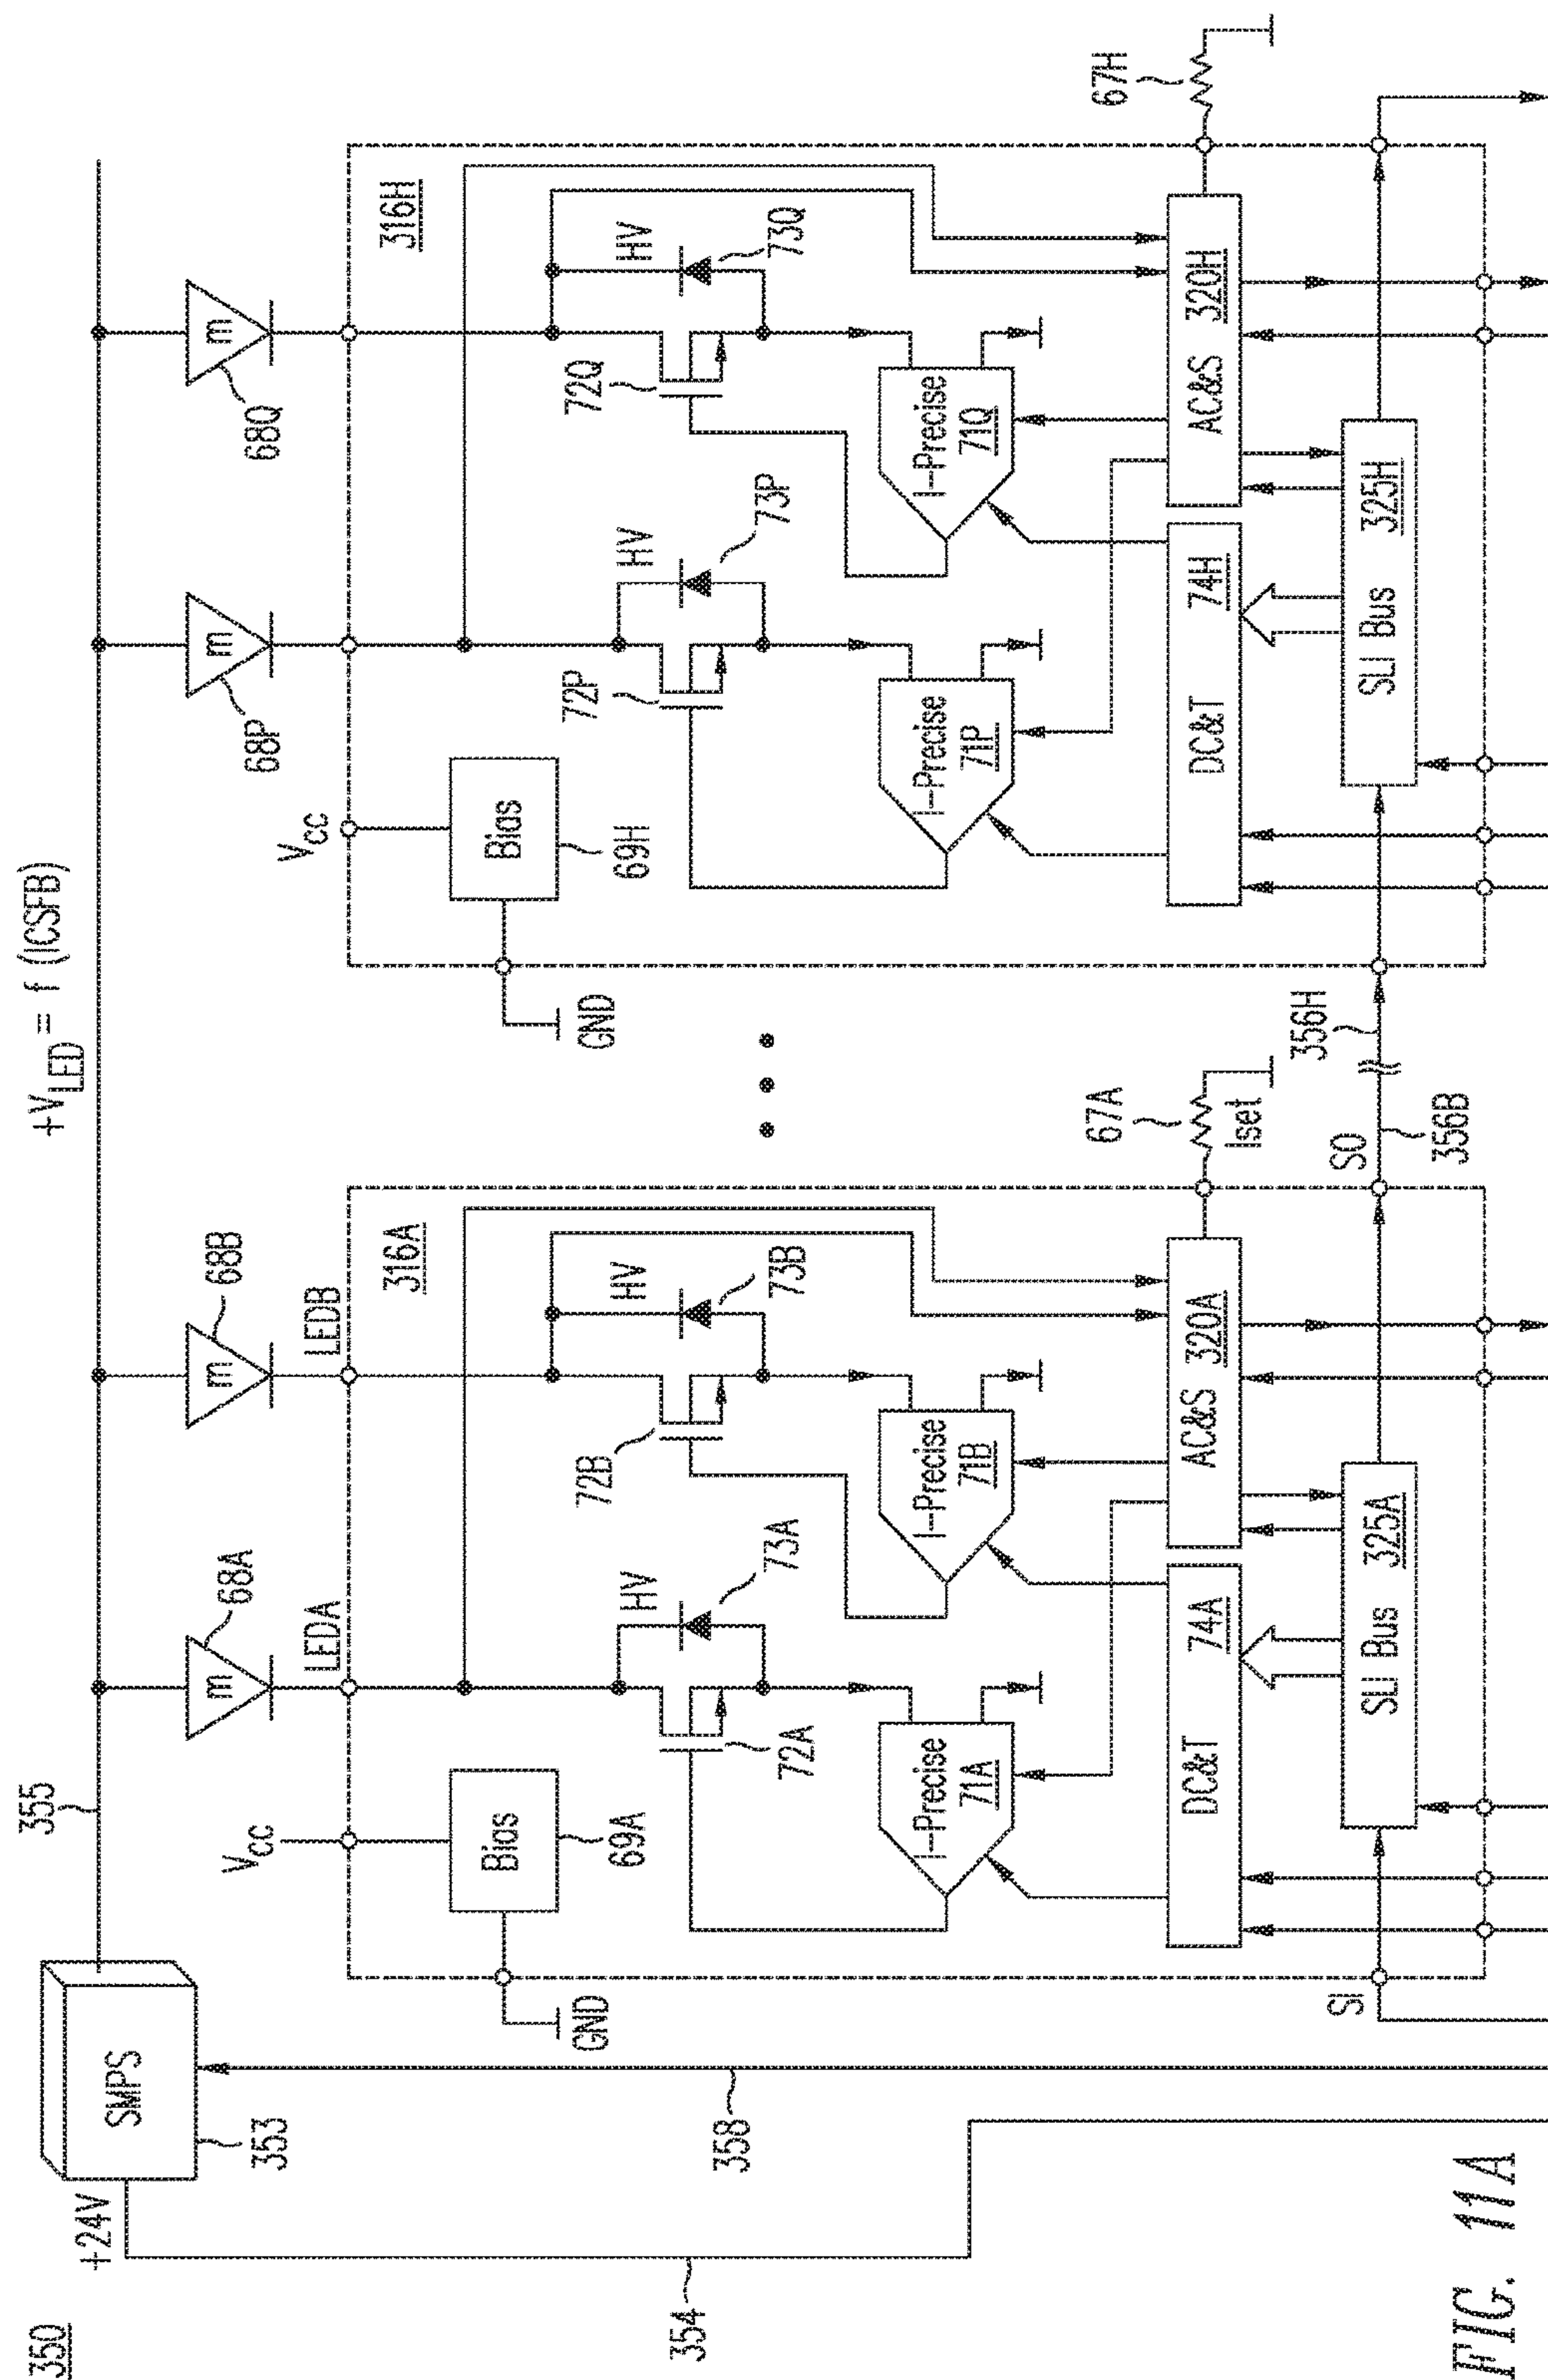 350
+24V
SMPS
353
354
358
355
+V_LED = f (ICSFB)
68A
68B
68P
68Q
m
m
m
m
LEDA
LEDB
Vcc
GND
Bias
69A
316A
72A
HV
73A
72B
HV
73B
I-Precise
71A
I-Precise
71B
DC&T 74A
AC&S 320A
SLI Bus 325A
67A
Iset
SI
SO
356B
356H
Vcc
GND
Bias
69H
316H
72P
HV
73P
72Q
HV
73Q
I-Precise
71P
I-Precise
71Q
DC&T 74H
AC&S 320H
SLI Bus 325H
67H
FIG. 11A